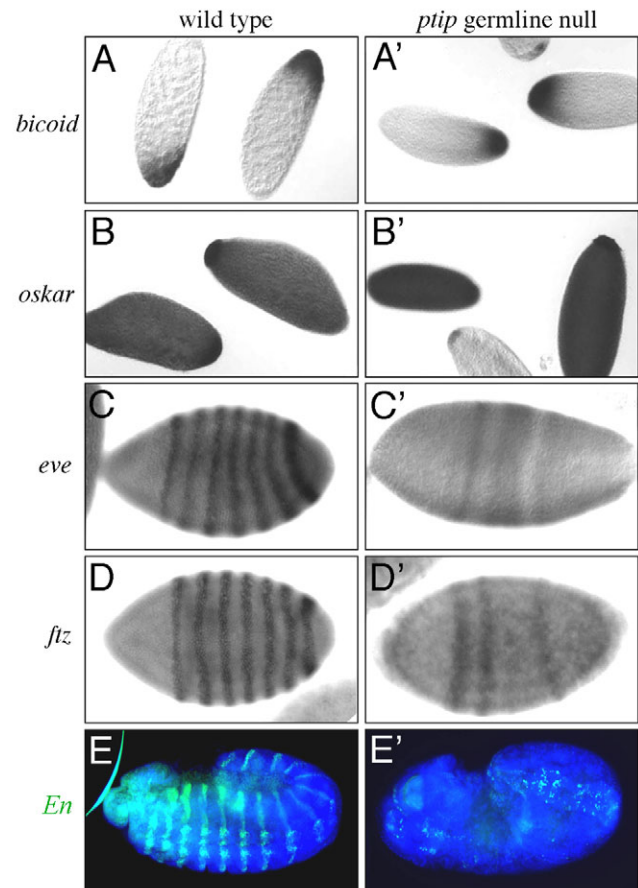 wild type ptip germline null
A A'
bicoid
B B'
oskar
C C'
eve
D D'
ftz
E E'
En